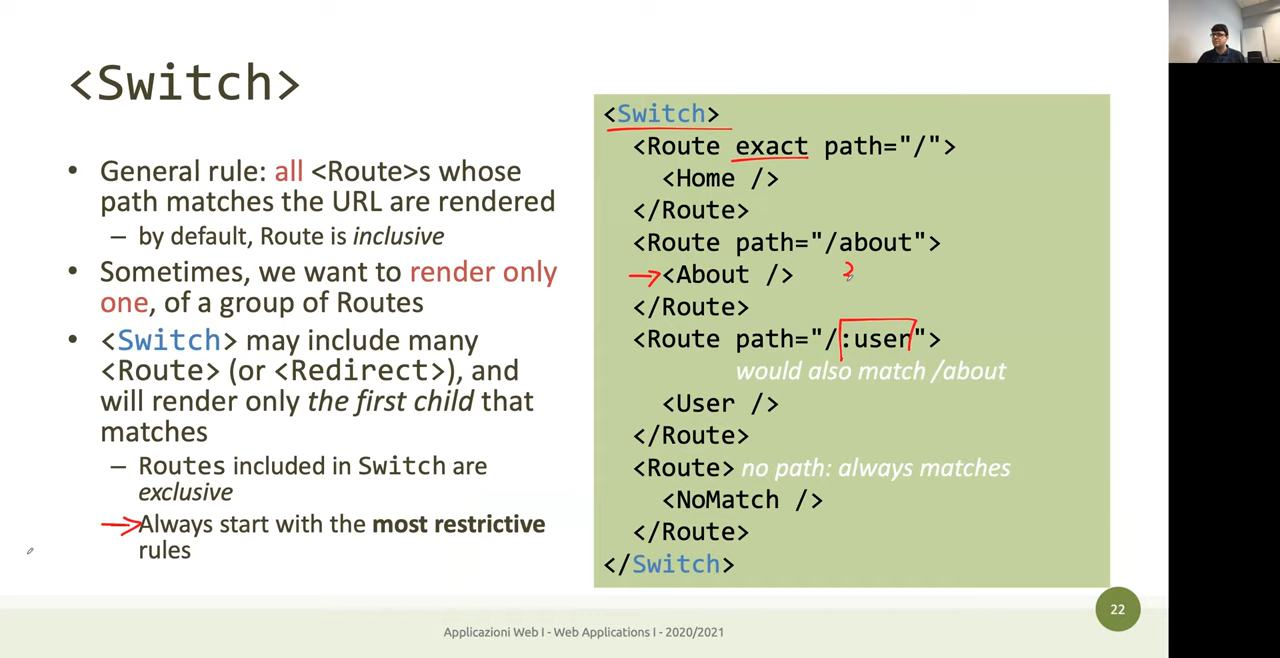 <Switch>
• General rule: all <Route>s whose
path matches the URL are rendered
– by default, Route is inclusive
• Sometimes, we want to render only
one, of a group of Routes
• <Switch> may include many
<Route> (or <Redirect>), and
will render only the first child that
matches
– Routes included in Switch are
exclusive
– Always start with the most restrictive
rules
<Switch>
<Route exact path="/">
<Home />
</Route>
<Route path="/about">
<About />
</Route>
<Route path="/:user">
would also match /about
<User />
</Route>
<Route> no path: always matches
<NoMatch />
</Route>
</Switch>
22
Applicazioni Web I - Web Applications I - 2020/2021